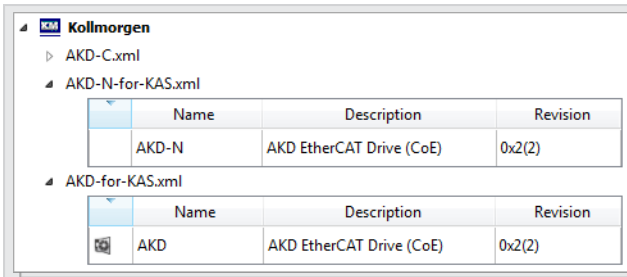 KM Kollmorgen
AKD-C.xml
AKD-N-for-KAS.xml
Name Description Revision
AKD-N AKD EtherCAT Drive (CoE) 0x2(2)
AKD-for-KAS.xml
Name Description Revision
AKD AKD EtherCAT Drive (CoE) 0x2(2)